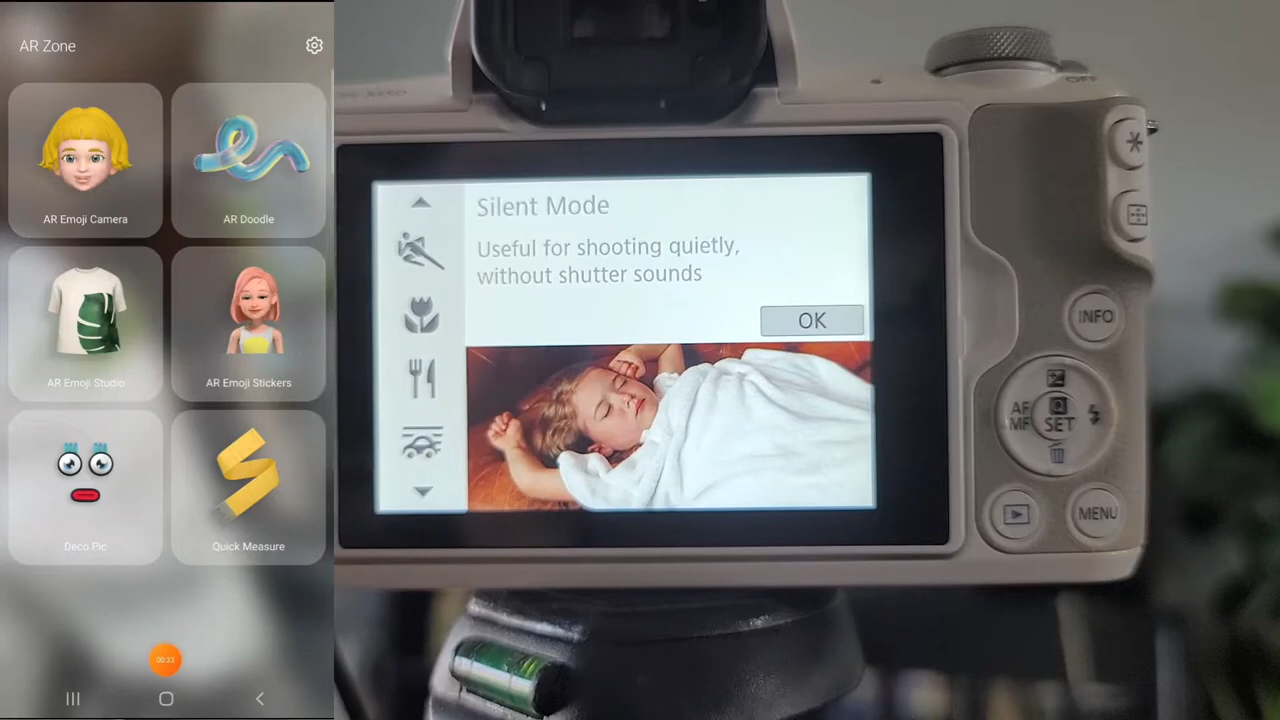 AR Zone
AR Emoji Camera
AR Doodle
AR Emoji Studio
AR Emoji Stickers
Deco Pic
Quick Measure
00:33
OFF
Silent Mode
Useful for shooting quietly,
without shutter sounds
OK
INFO
AF
MF
Q
SET
MENU